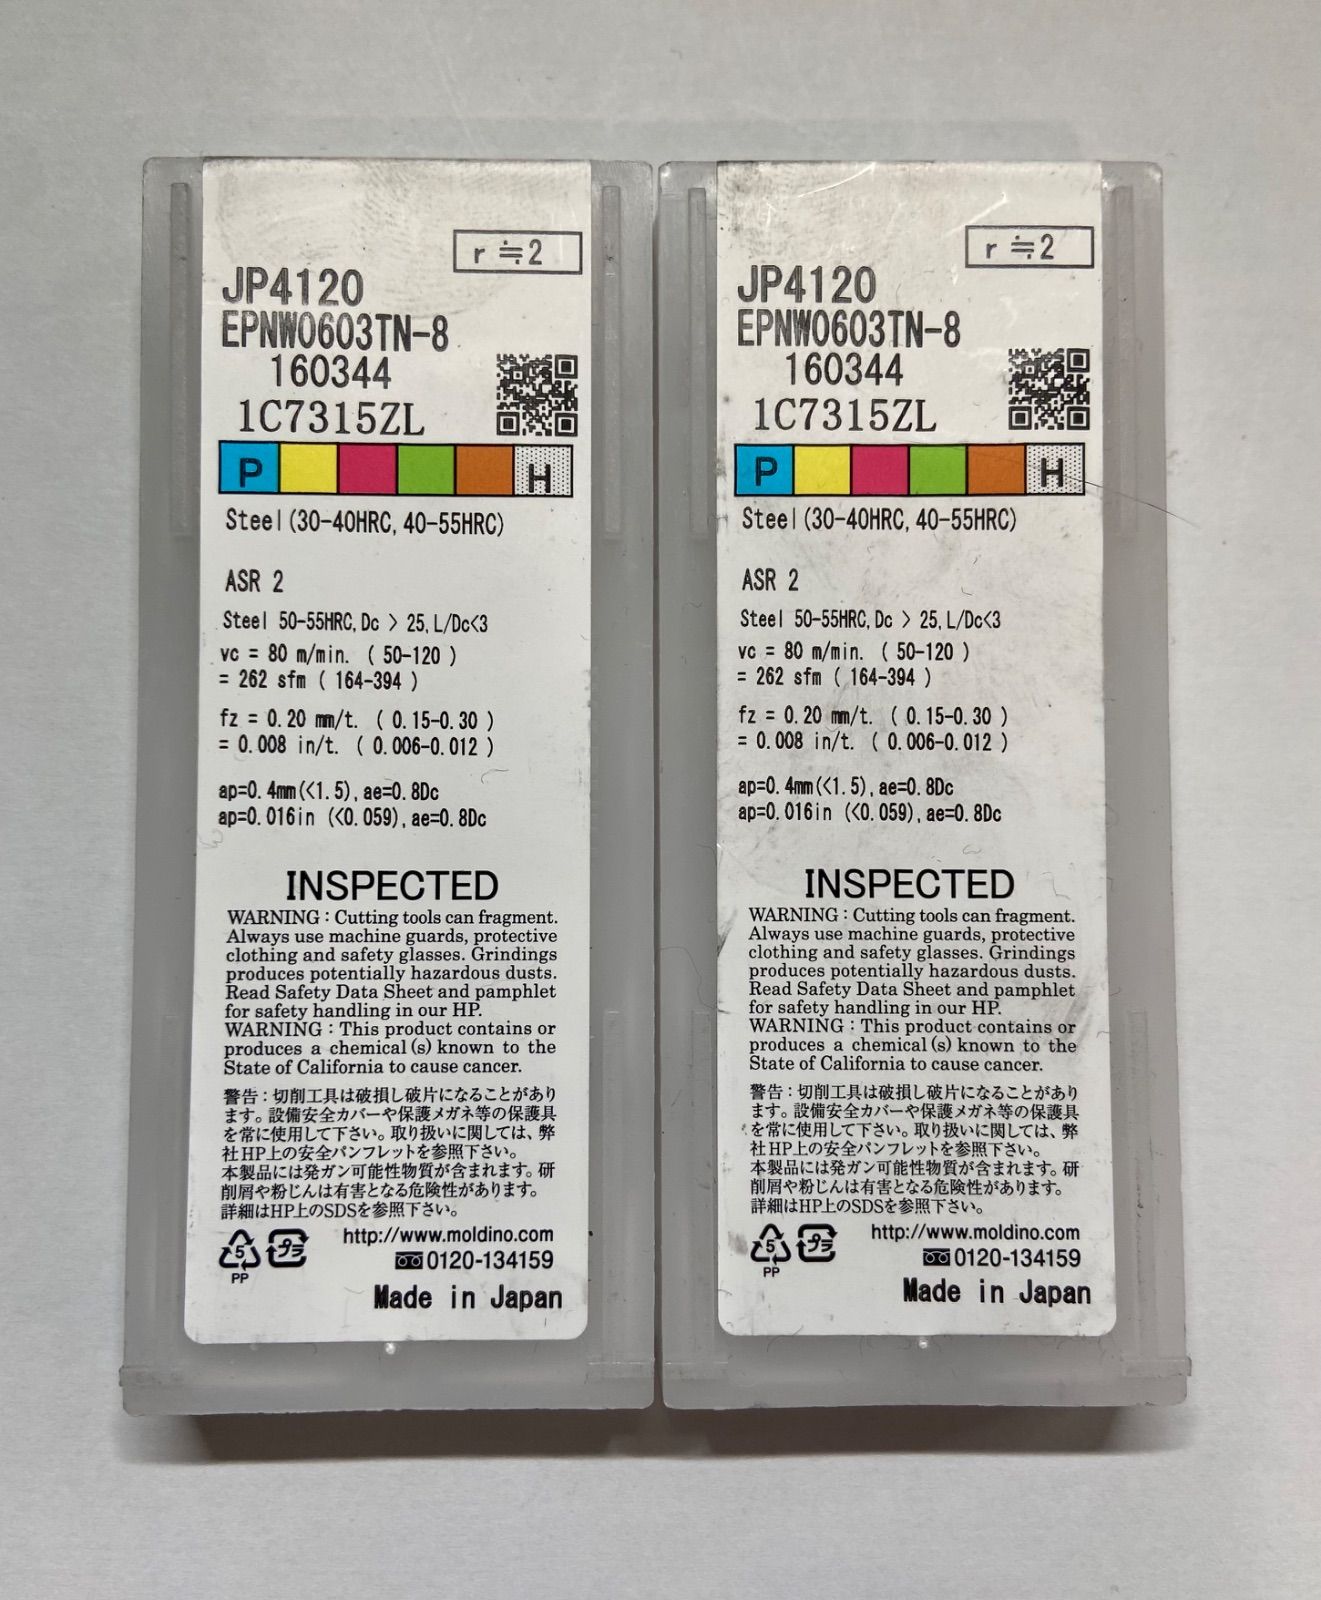 r ≒2
JP4120
EPNW0603TN-8
160344
1C7315ZL
P H
Steel(30-40HRC,40-55HRC)
ASR 2
Steel 50-55HRC,Dc > 25,L/Dc<3
vc = 80 m/min. ( 50-120 )
= 262 sfm ( 164-394 )
fz = 0.20 mm/t. ( 0.15-0.30 )
= 0.008 in/t. ( 0.006-0.012 )
ap=0.4mm(<1.5),ae=0.8Dc
ap=0.016in (<0.059),ae=0.8Dc
INSPECTED
WARNING : Cutting tools can fragment.
Always use machine guards, protective
clothing and safety glasses. Grindings
produces potentially hazardous dusts.
Read Safety Data Sheet and pamphlet
for safety handling in our HP.
WARNING : This product contains or
produces a chemical (s) known to the
State of California to cause cancer.
警告：切削工具は破損し破片になることがあり
ます。設備安全カバーや保護メガネ等の保護具
を常に使用して下さい。取り扱いに関しては、弊
社HP上の安全パンフレットを参照下さい。
本製品には発ガン可能性物質が含まれます。研
削屑や粉じんは有害となる危険性があります。
詳細はHP上のSDSを参照下さい。
5 プラ http://www.moldino.com
PP 0120-134159
Made in Japan
r ≒2
JP4120
EPNW0603TN-8
160344
1C7315ZL
P H
Steel(30-40HRC,40-55HRC)
ASR 2
Steel 50-55HRC,Dc > 25,L/Dc<3
vc = 80 m/min. ( 50-120 )
= 262 sfm ( 164-394 )
fz = 0.20 mm/t. ( 0.15-0.30 )
= 0.008 in/t. ( 0.006-0.012 )
ap=0.4mm(<1.5),ae=0.8Dc
ap=0.016in (<0.059),ae=0.8Dc
INSPECTED
WARNING : Cutting tools can fragment.
Always use machine guards, protective
clothing and safety glasses. Grindings
produces potentially hazardous dusts.
Read Safety Data Sheet and pamphlet
for safety handling in our HP.
WARNING : This product contains or
produces a chemical (s) known to the
State of California to cause cancer.
警告：切削工具は破損し破片になることがあり
ます。設備安全カバーや保護メガネ等の保護具
を常に使用して下さい。取り扱いに関しては、弊
社HP上の安全パンフレットを参照下さい。
本製品には発ガン可能性物質が含まれます。研
削屑や粉じんは有害となる危険性があります。
詳細はHP上のSDSを参照下さい。
5 プラ http://www.moldino.com
PP 0120-134159
Made in Japan